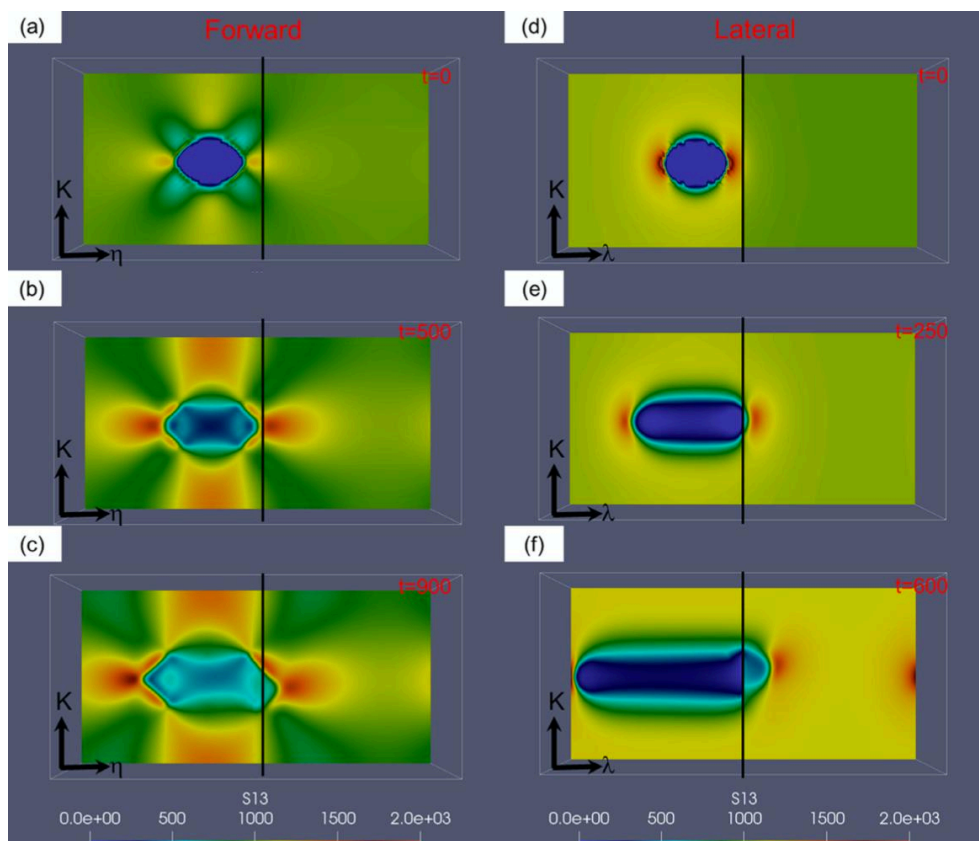 (a) Forward (d) Lateral
t=0 t=0
K η K λ
(b) (e)
t=500 t=250
K η K λ
(c) (f)
t=900 t=600
K η K λ
S13 S13
0.0e+00 500 1000 1500 2.0e+03 0.0e+00 500 1000 1500 2.0e+03